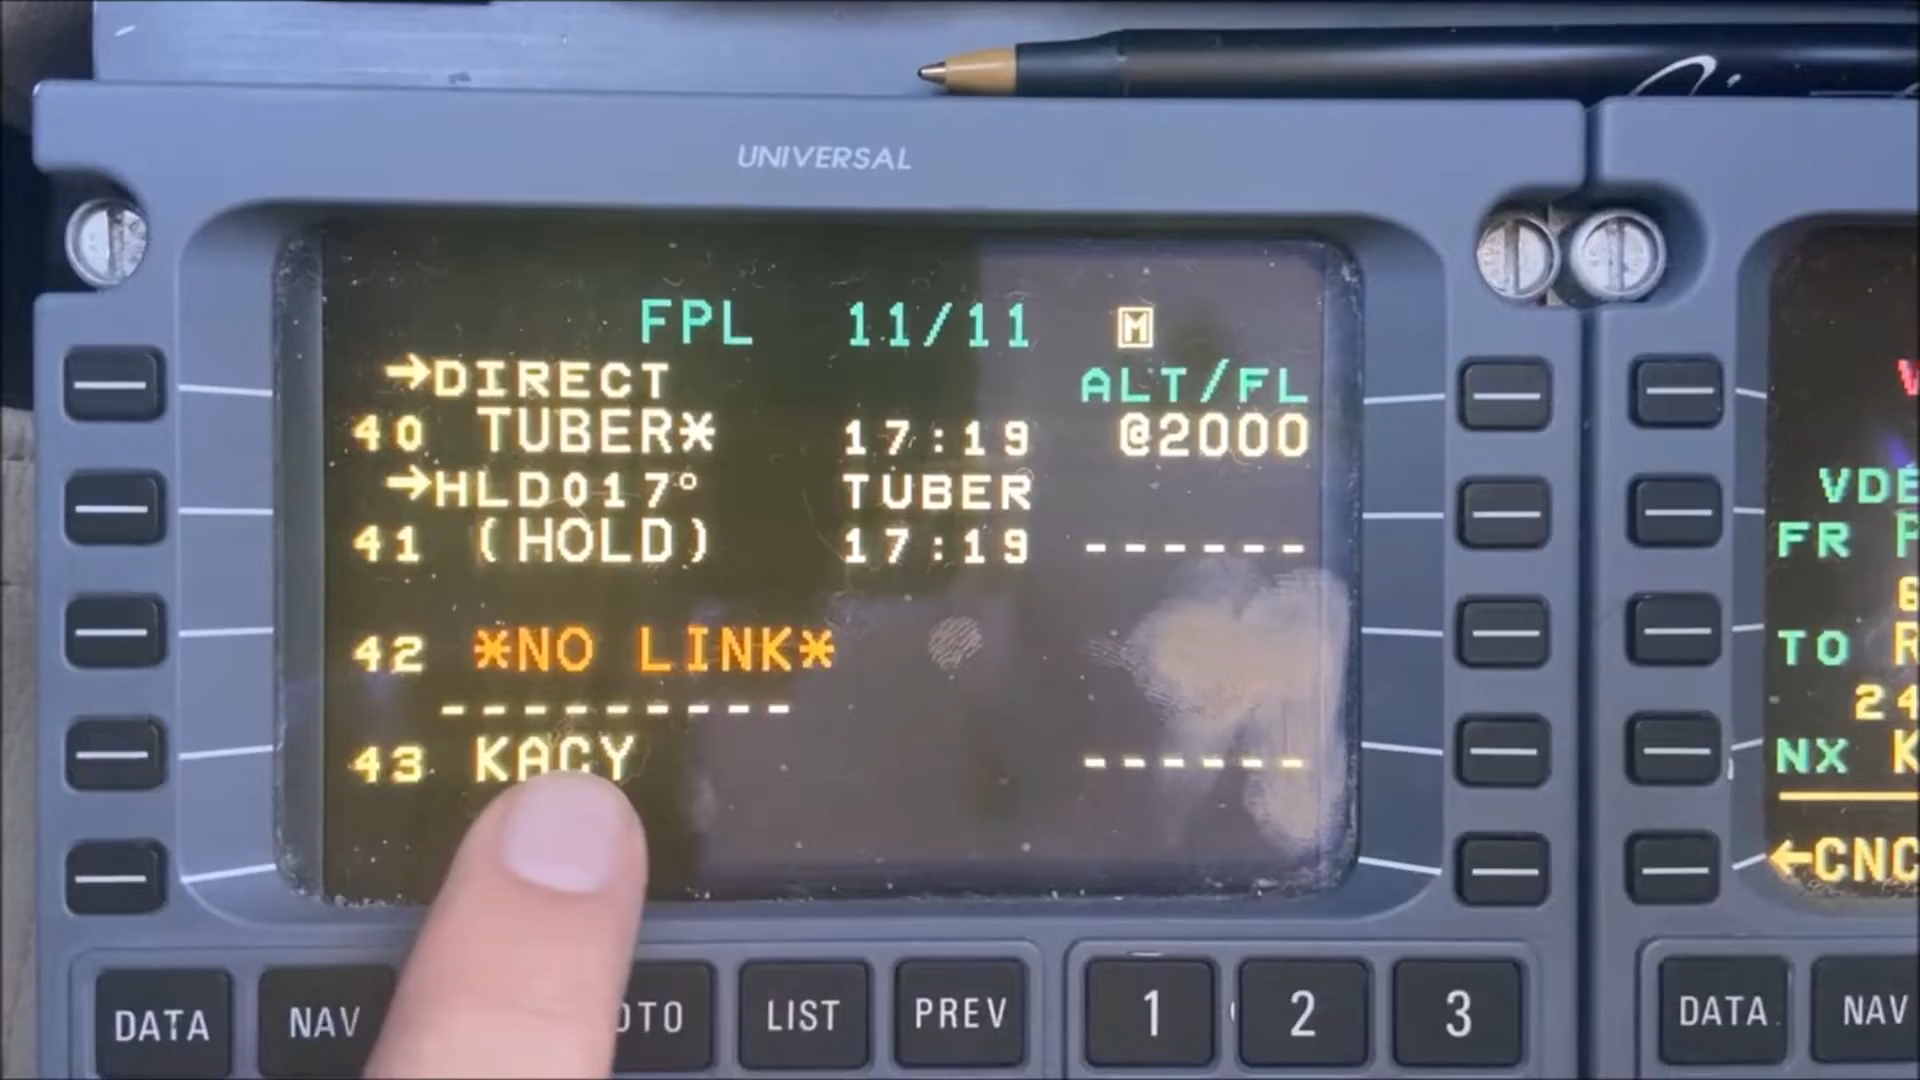 UNIVERSAL
FPL 11/11 M
→DIRECT ALT/FL
40 TUBER* 17:19 @2000
→HLD017° TUBER
41 (HOLD) 17:19 ------
42 *NO LINK*
---------
43 KACY ------
DATA NAV LIST PREV 1 2 3
VDE
FR
TO R
24
NX K
←CNC
DATA NAV